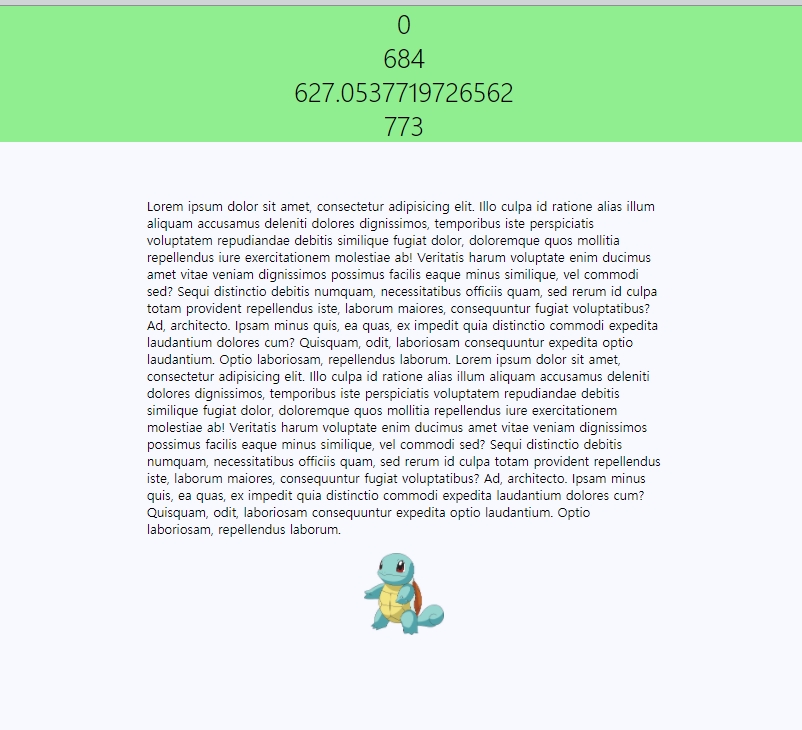 0
684
627.0537719726562
773
Lorem ipsum dolor sit amet, consectetur adipisicing elit. Illo culpa id ratione alias illum
aliquam accusamus deleniti dolores dignissimos, temporibus iste perspiciatis
voluptatem repudiandae debitis similique fugiat dolor, doloremque quos mollitia
repellendus iure exercitationem molestiae ab! Veritatis harum voluptate enim ducimus
amet vitae veniam dignissimos possimus facilis eaque minus similique, vel commodi
sed? Sequi distinctio debitis numquam, necessitatibus officiis quam, sed rerum id culpa
totam provident repellendus iste, laborum maiores, consequuntur fugiat voluptatibus?
Ad, architecto. Ipsam minus quis, ea quas, ex impedit quia distinctio commodi expedita
laudantium dolores cum? Quisquam, odit, laboriosam consequuntur expedita optio
laudantium. Optio laboriosam, repellendus laborum. Lorem ipsum dolor sit amet,
consectetur adipisicing elit. Illo culpa id ratione alias illum aliquam accusamus deleniti
dolores dignissimos, temporibus iste perspiciatis voluptatem repudiandae debitis
similique fugiat dolor, doloremque quos mollitia repellendus iure exercitationem
molestiae ab! Veritatis harum voluptate enim ducimus amet vitae veniam dignissimos
possimus facilis eaque minus similique, vel commodi sed? Sequi distinctio debitis
numquam, necessitatibus officiis quam, sed rerum id culpa totam provident repellendus
iste, laborum maiores, consequuntur fugiat voluptatibus? Ad, architecto. Ipsam minus
quis, ea quas, ex impedit quia distinctio commodi expedita laudantium dolores cum?
Quisquam, odit, laboriosam consequuntur expedita optio laudantium. Optio
laboriosam, repellendus laborum.